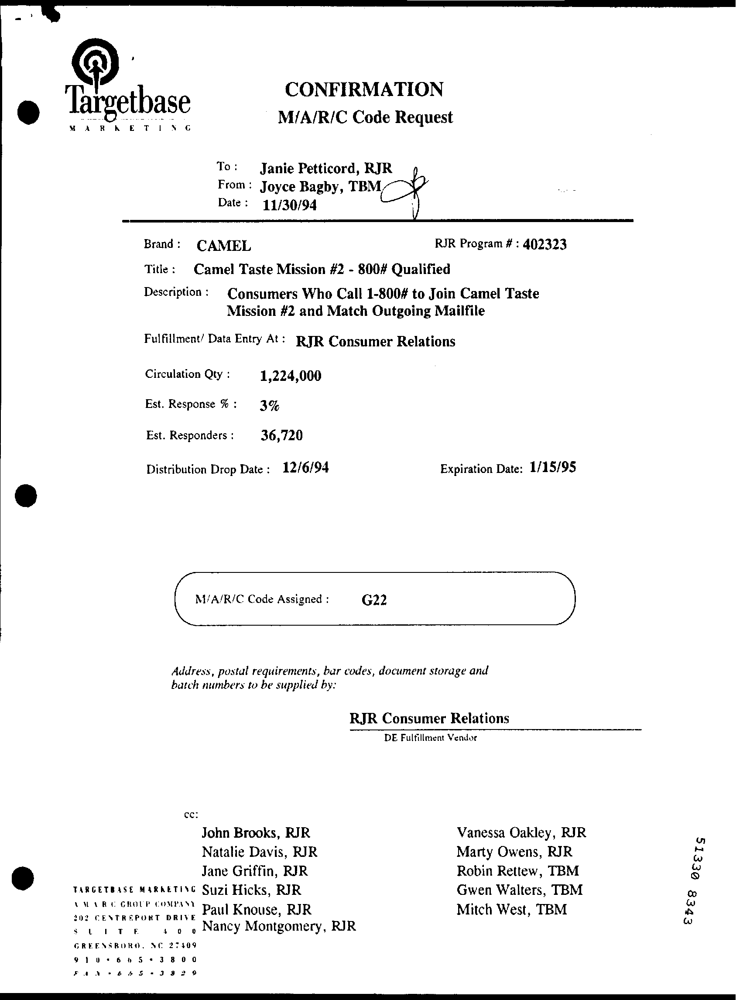 Targetbase
MARKETING
CONFIRMATION
M/A/R/C Code Request
To : Janie Petticord, RJR
From : Joyce Bagby, TBM
Date : 11/30/94
Brand : CAMEL RJR Program # : 402323
Title : Camel Taste Mission #2 - 800# Qualified
Description : Consumers Who Call 1-800# to Join Camel Taste
Mission #2 and Match Outgoing Mailfile
Fulfillment/ Data Entry At : RJR Consumer Relations
Circulation Qty : 1,224,000
Est. Response % : 3%
Est. Responders : 36,720
Distribution Drop Date : 12/6/94 Expiration Date: 1/15/95
M/A/R/C Code Assigned : G22
Address, postal requirements, bar codes, document storage and
batch numbers to be supplied by:
RJR Consumer Relations
DE Fulfillment Vendor
cc:
John Brooks, RJR
Natalie Davis, RJR
Jane Griffin, RJR
Suzi Hicks, RJR
Paul Knouse, RJR
Nancy Montgomery, RJR
Vanessa Oakley, RJR
Marty Owens, RJR
Robin Rettew, TBM
Gwen Walters, TBM
Mitch West, TBM
TARGETBASE MARKETING
A M/A/R/C GROUP COMPANY
202 CENTREPORT DRIVE
SUITE 400
GREENSBORO, NC 27409
910•665•3800
FAX•665•3829
51330 8343